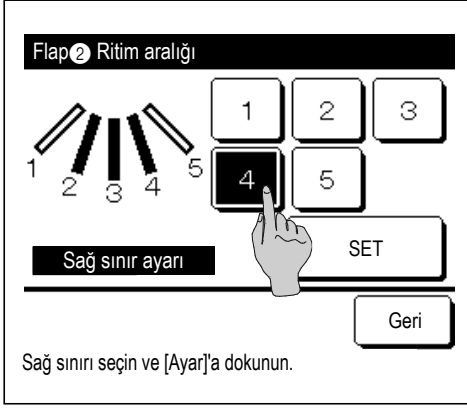 Flap❷ Ritim aralığı
1 2 3
1 2 3 4 5
4 5
Sağ sınır ayarı
SET
Geri
Sağ sınırı seçin ve [Ayar]'a dokunun.